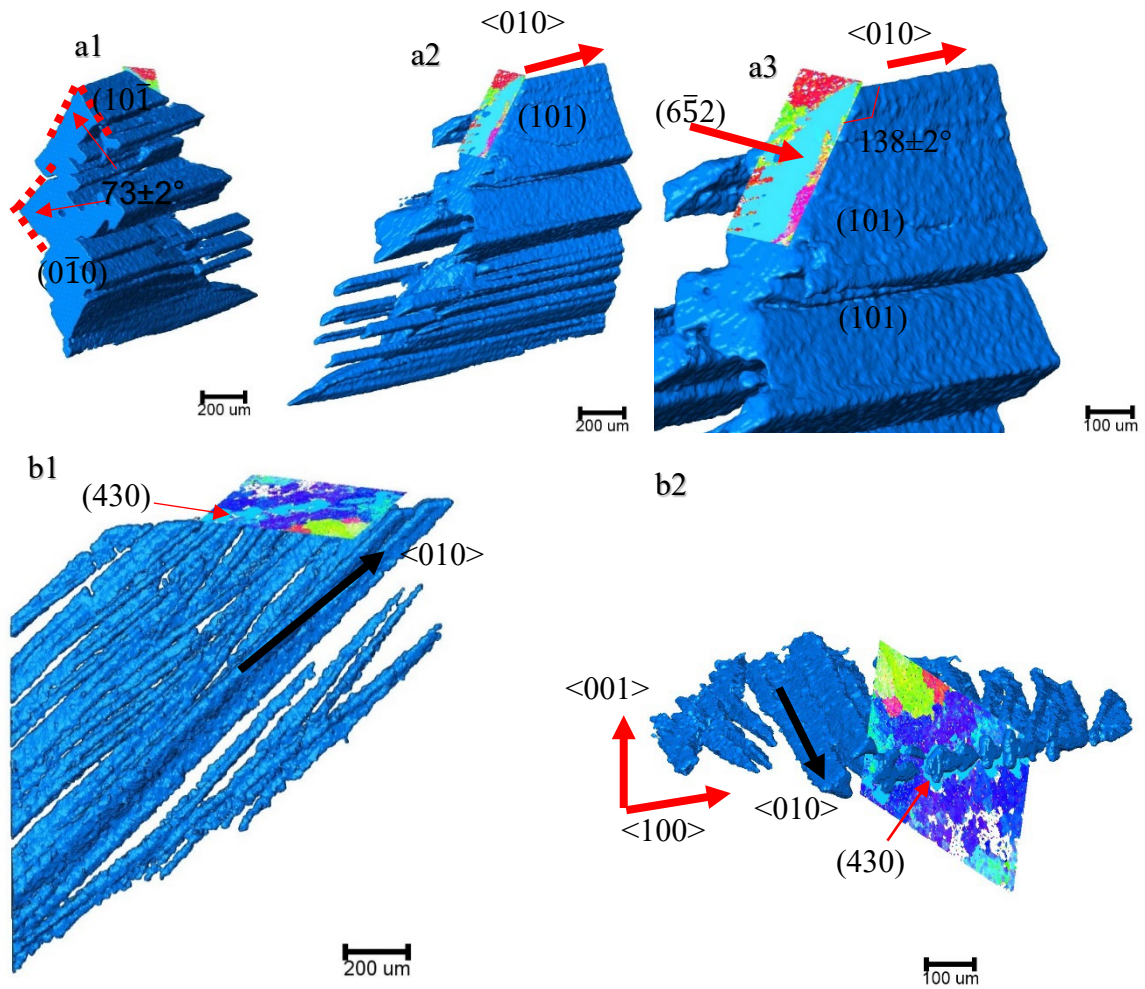 a1
(101̅
73±2°
(01̅0)
200 um
<010>
a2
(101)
200 um
<010>
a3
(65̅2)
138±2°
(101)
(101)
100 um
b1
(430)
<010>
200 um
b2
<001>
<100>
<010>
(430)
100 um